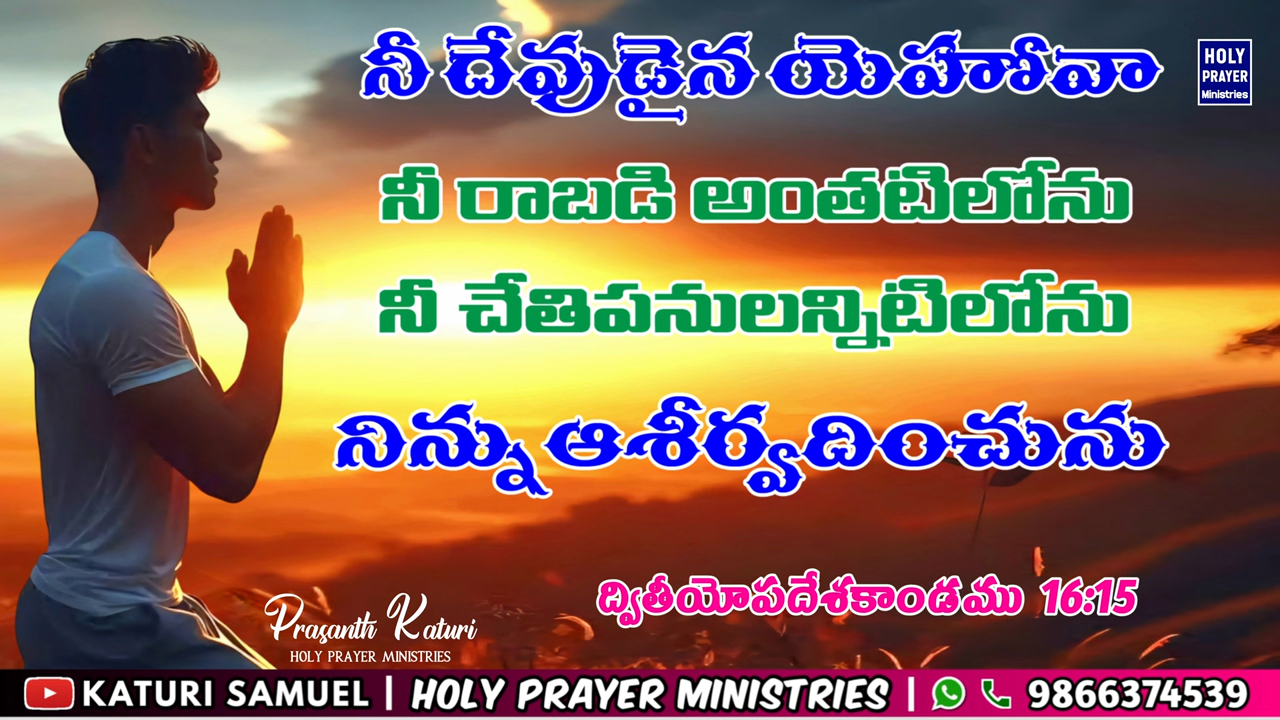 నీ దేవుడైన యెహోవా
HOLY
PRAYER
Ministries
నీ రాబడి అంతటిలోను
నీ చేతిపనులన్నిటిలోను
నిన్ను ఆశీర్వదించును
ద్వితీయోపదేశకాండము 16:15
Prasanth Katuri
HOLY PRAYER MINISTRIES
KATURI SAMUEL | HOLY PRAYER MINISTRIES | 9866374539